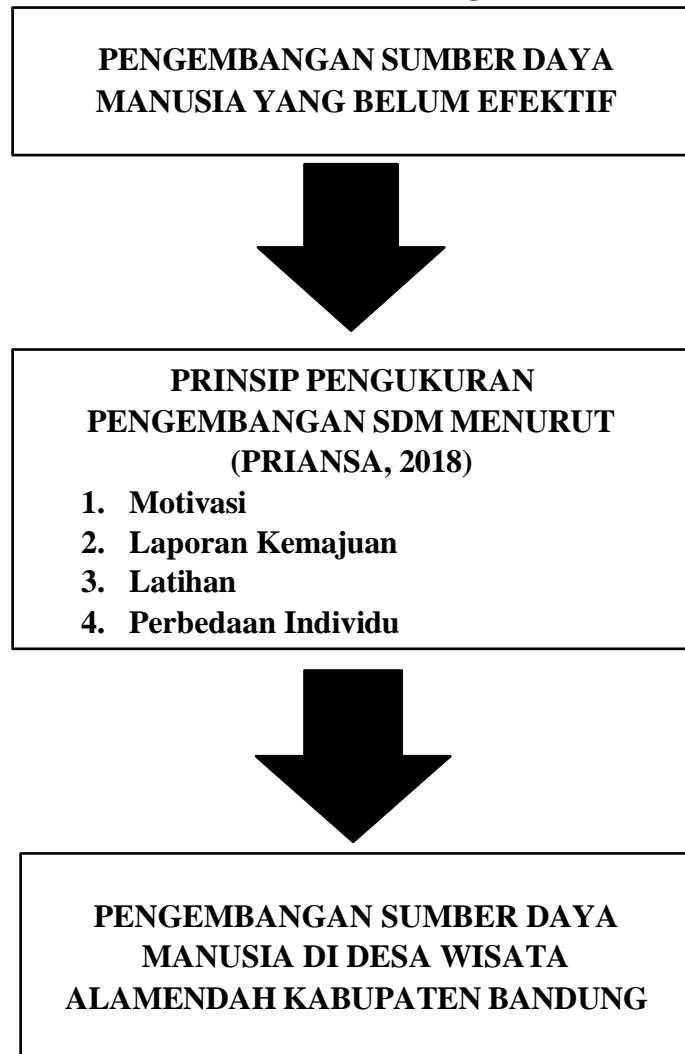 PENGEMBANGAN SUMBER DAYA
MANUSIA YANG BELUM EFEKTIF
PRINSIP PENGUKURAN
PENGEMBANGAN SDM MENURUT
(PRIANSA, 2018)
1. Motivasi
2. Laporan Kemajuan
3. Latihan
4. Perbedaan Individu
PENGEMBANGAN SUMBER DAYA
MANUSIA DI DESA WISATA
ALAMENDAH KABUPATEN BANDUNG